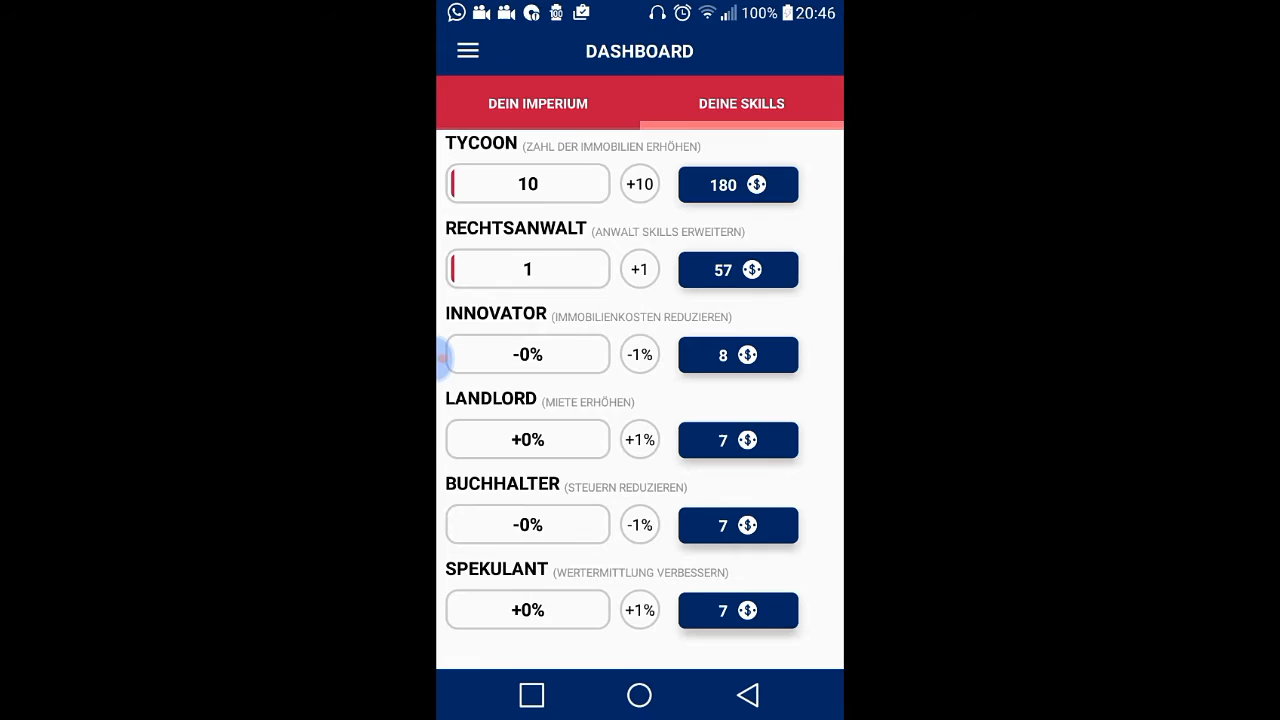 100% 20:46
DASHBOARD
DEIN IMPERIUM DEINE SKILLS
TYCOON (ZAHL DER IMMOBILIEN ERHÖHEN)
10 +10 180 $
RECHTSANWALT (ANWALT SKILLS ERWEITERN)
1 +1 57 $
INNOVATOR (IMMOBILIENKOSTEN REDUZIEREN)
-0% -1% 8 $
LANDLORD (MIETE ERHÖHEN)
+0% +1% 7 $
BUCHHALTER (STEUERN REDUZIEREN)
-0% -1% 7 $
SPEKULANT (WERTERMITTLUNG VERBESSERN)
+0% +1% 7 $